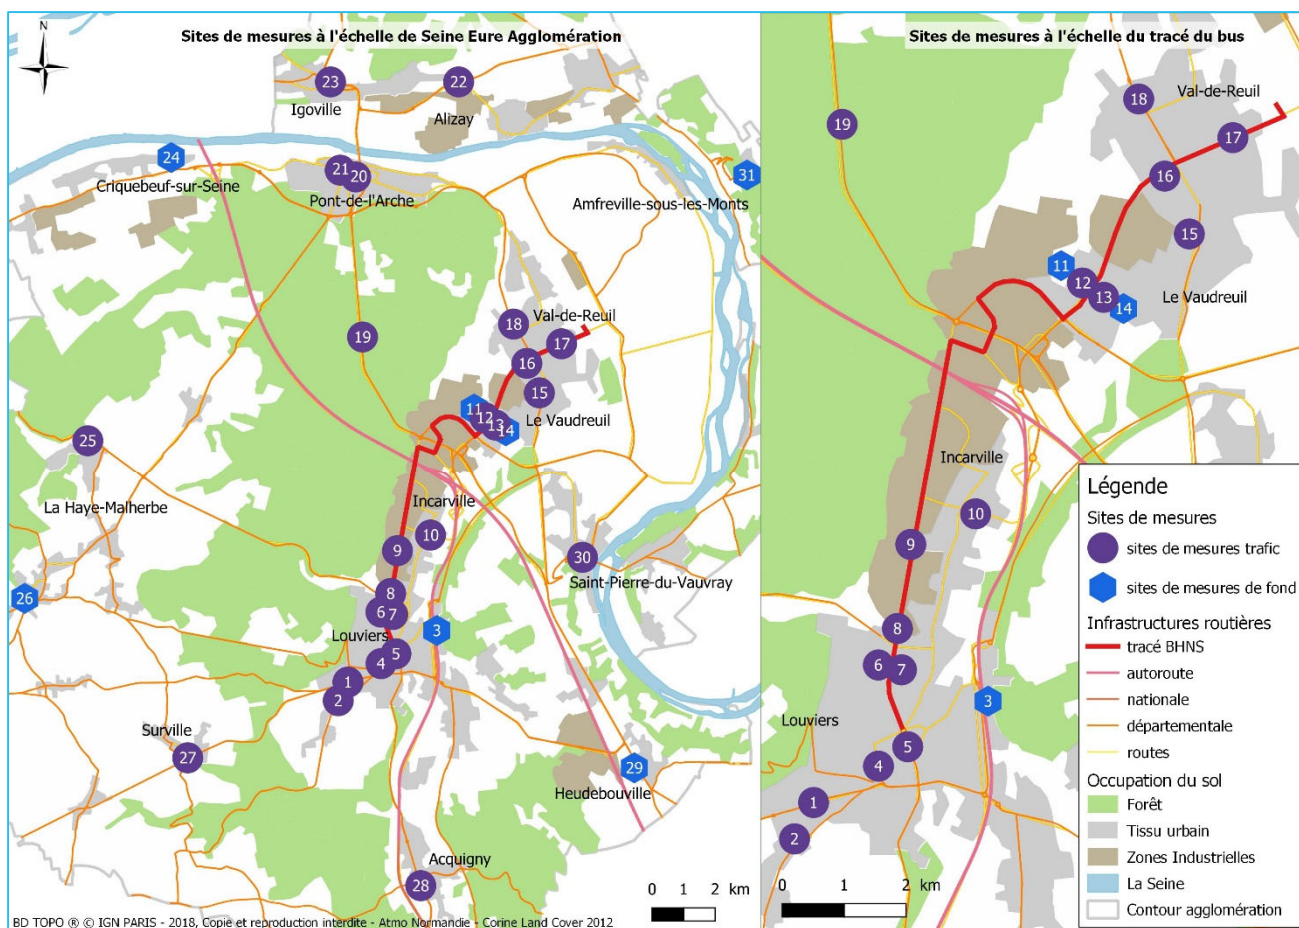 Sites de mesures à l'échelle de Seine Eure Agglomération
N
23
22
Igoville
Alizay
24
21
20
31
Criquebeuf-sur-Seine
Pont-de-l'Arche
Amfreville-sous-les-Monts
18
Val-de-Reuil
19
17
16
15
11
12
13
14
Le Vaudreuil
25
La Haye-Malherbe
Incarville
10
9
30
Saint-Pierre-du-Vauvray
26
8
6
7
3
Louviers
5
4
1
2
Surville
27
29
Heudebouville
Acquigny
28
0 1 2 km
BD TOPO ® © IGN PARIS - 2018, Copie et reproduction interdite - Atmo Normandie - Corine Land Cover 2012
Sites de mesures à l'échelle du tracé du bus
Val-de-Reuil
18
19
17
16
15
11
12
13
14
Le Vaudreuil
Incarville
10
9
8
6
7
3
Louviers
5
4
1
2
0 1 2 km
Légende
Sites de mesures
sites de mesures trafic
sites de mesures de fond
Infrastructures routières
tracé BHNS
autoroute
nationale
départementale
routes
Occupation du sol
Forêt
Tissu urbain
Zones Industrielles
La Seine
Contour agglomération